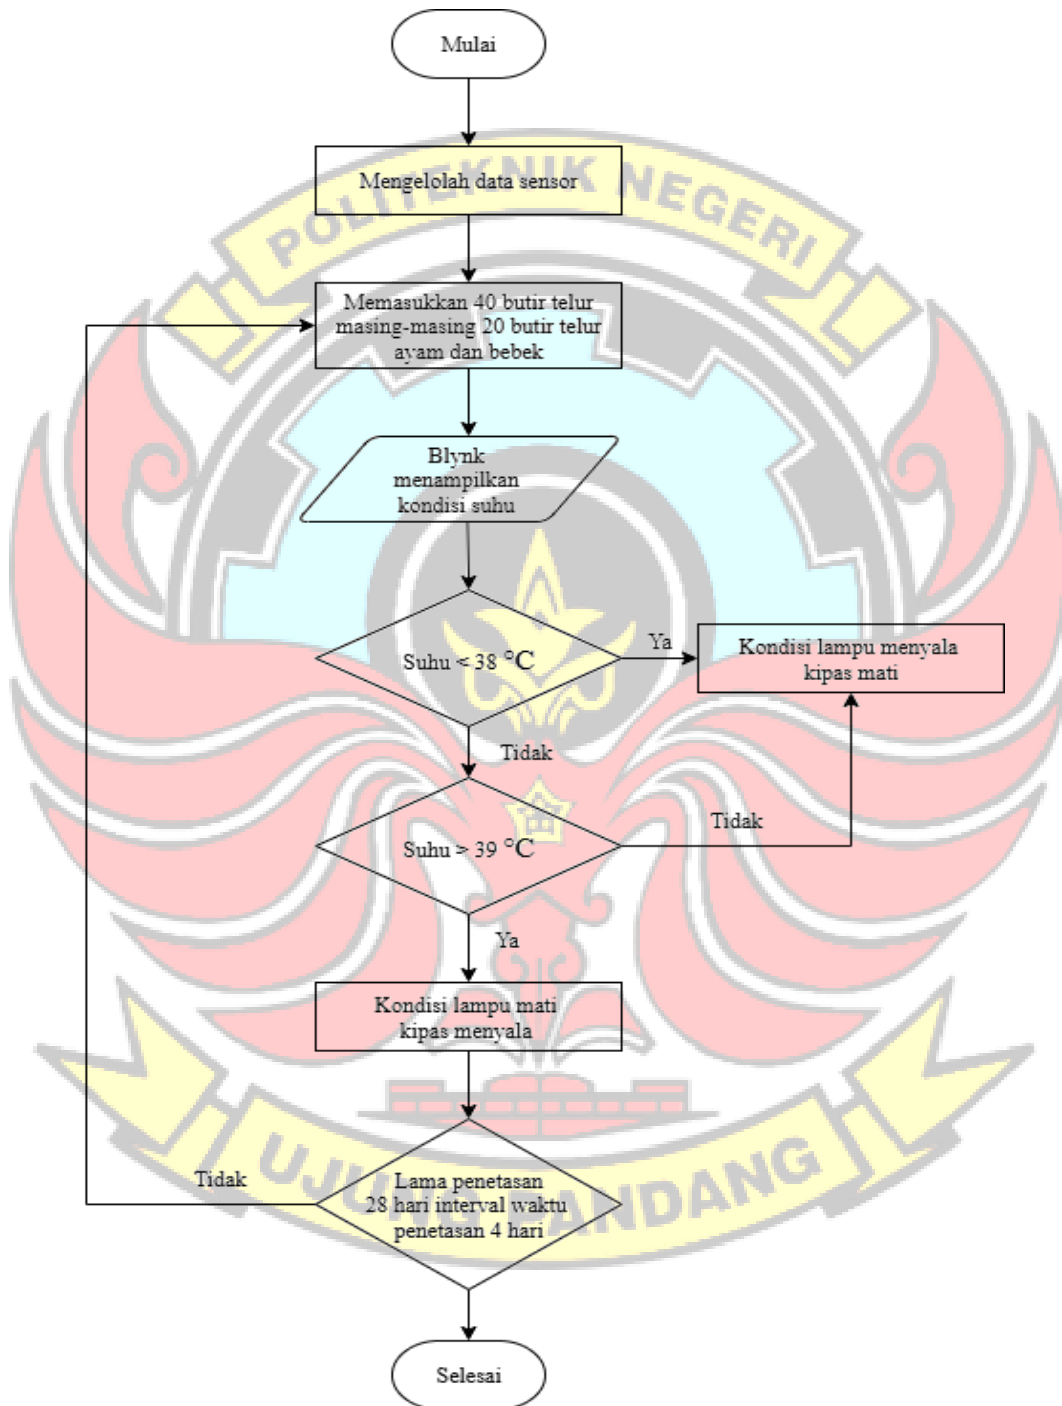 Mulai
POLITEKNIK NEGERI
Mengelolah data sensor
Memasukkan 40 butir telur
masing-masing 20 butir telur
ayam dan bebek
Blynk
menampilkan
kondisi suhu
Suhu < 38 °C
Ya
Kondisi lampu menyala
kipas mati
Tidak
Suhu > 39 °C
Tidak
Ya
Kondisi lampu mati
kipas menyala
Tidak
Lama penetasan
28 hari interval waktu
penetasan 4 hari
UJUNG PANDANG
Selesai